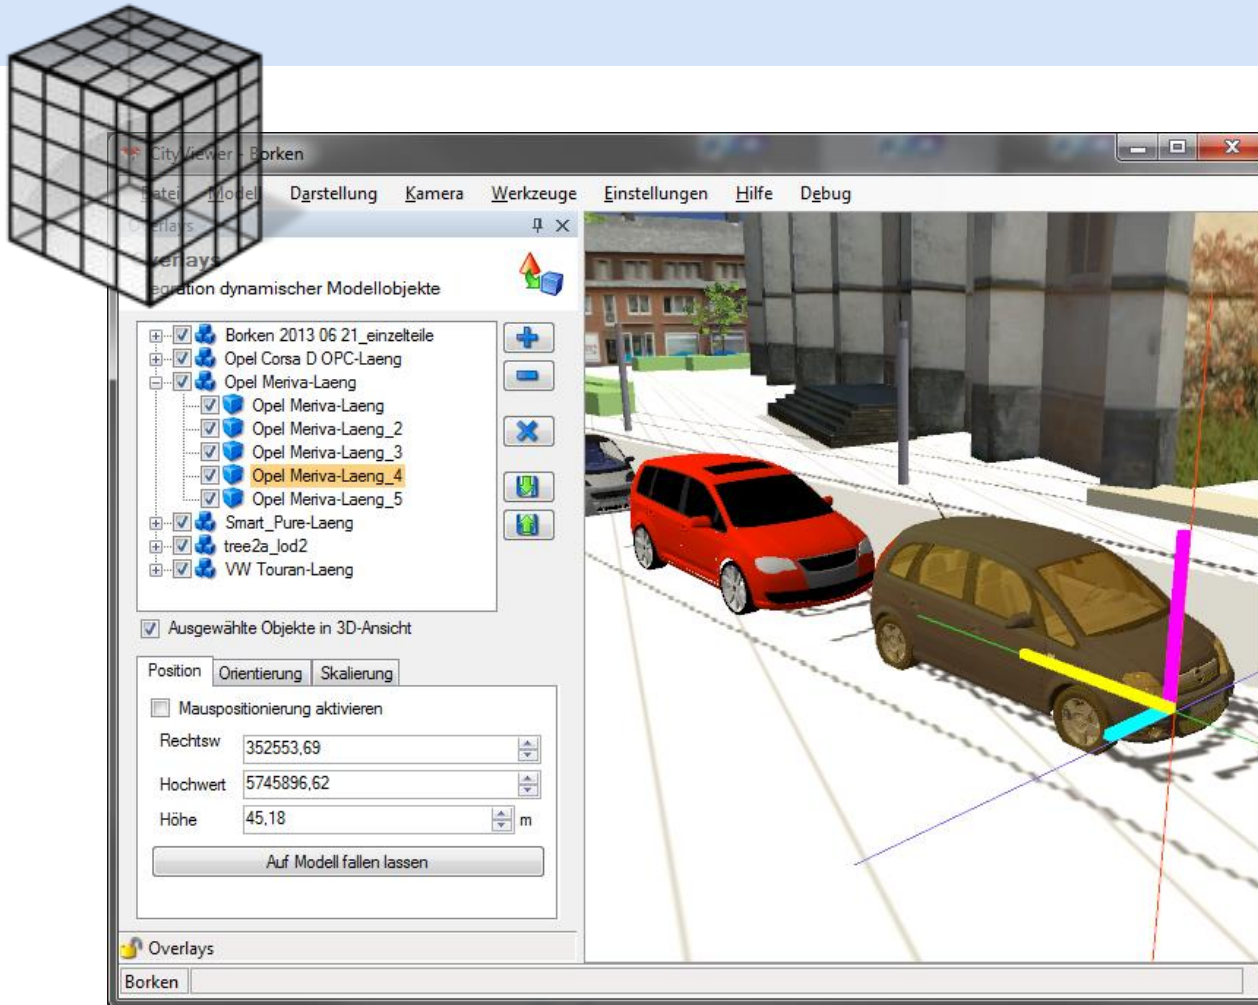 CityViewer - Borken
Datei Modell Darstellung Kamera Werkzeuge Einstellungen Hilfe Debug
Overlays
Overlays
egration dynamischer Modellobjekte
Borken 2013 06 21_einzelteile
Opel Corsa D OPC-Laeng
Opel Meriva-Laeng
Opel Meriva-Laeng
Opel Meriva-Laeng_2
Opel Meriva-Laeng_3
Opel Meriva-Laeng_4
Opel Meriva-Laeng_5
Smart_Pure-Laeng
tree2a_lod2
VW Touran-Laeng
Ausgewählte Objekte in 3D-Ansicht
Position Orientierung Skalierung
Mauspositionierung aktivieren
Rechtsw 352553,69
Hochwert 5745896,62
Höhe 45,18 m
Auf Modell fallen lassen
Overlays
Borken